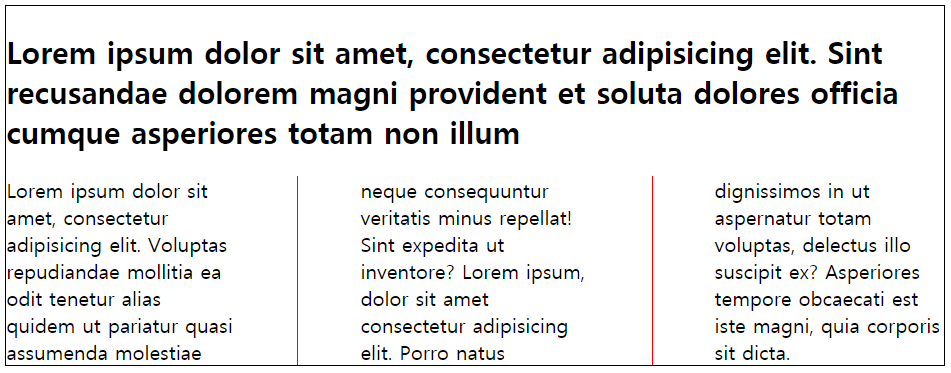 Lorem ipsum dolor sit amet, consectetur adipisicing elit. Sint
recusandae dolorem magni provident et soluta dolores officia
cumque asperiores totam non illum
Lorem ipsum dolor sit
amet, consectetur
adipisicing elit. Voluptas
repudiandae mollitia ea
odit tenetur alias
quidem ut pariatur quasi
assumenda molestiae
neque consequuntur
veritatis minus repellat!
Sint expedita ut
inventore? Lorem ipsum,
dolor sit amet
consectetur adipisicing
elit. Porro natus
dignissimos in ut
aspernatur totam
voluptas, delectus illo
suscipit ex? Asperiores
tempore obcaecati est
iste magni, quia corporis
sit dicta.